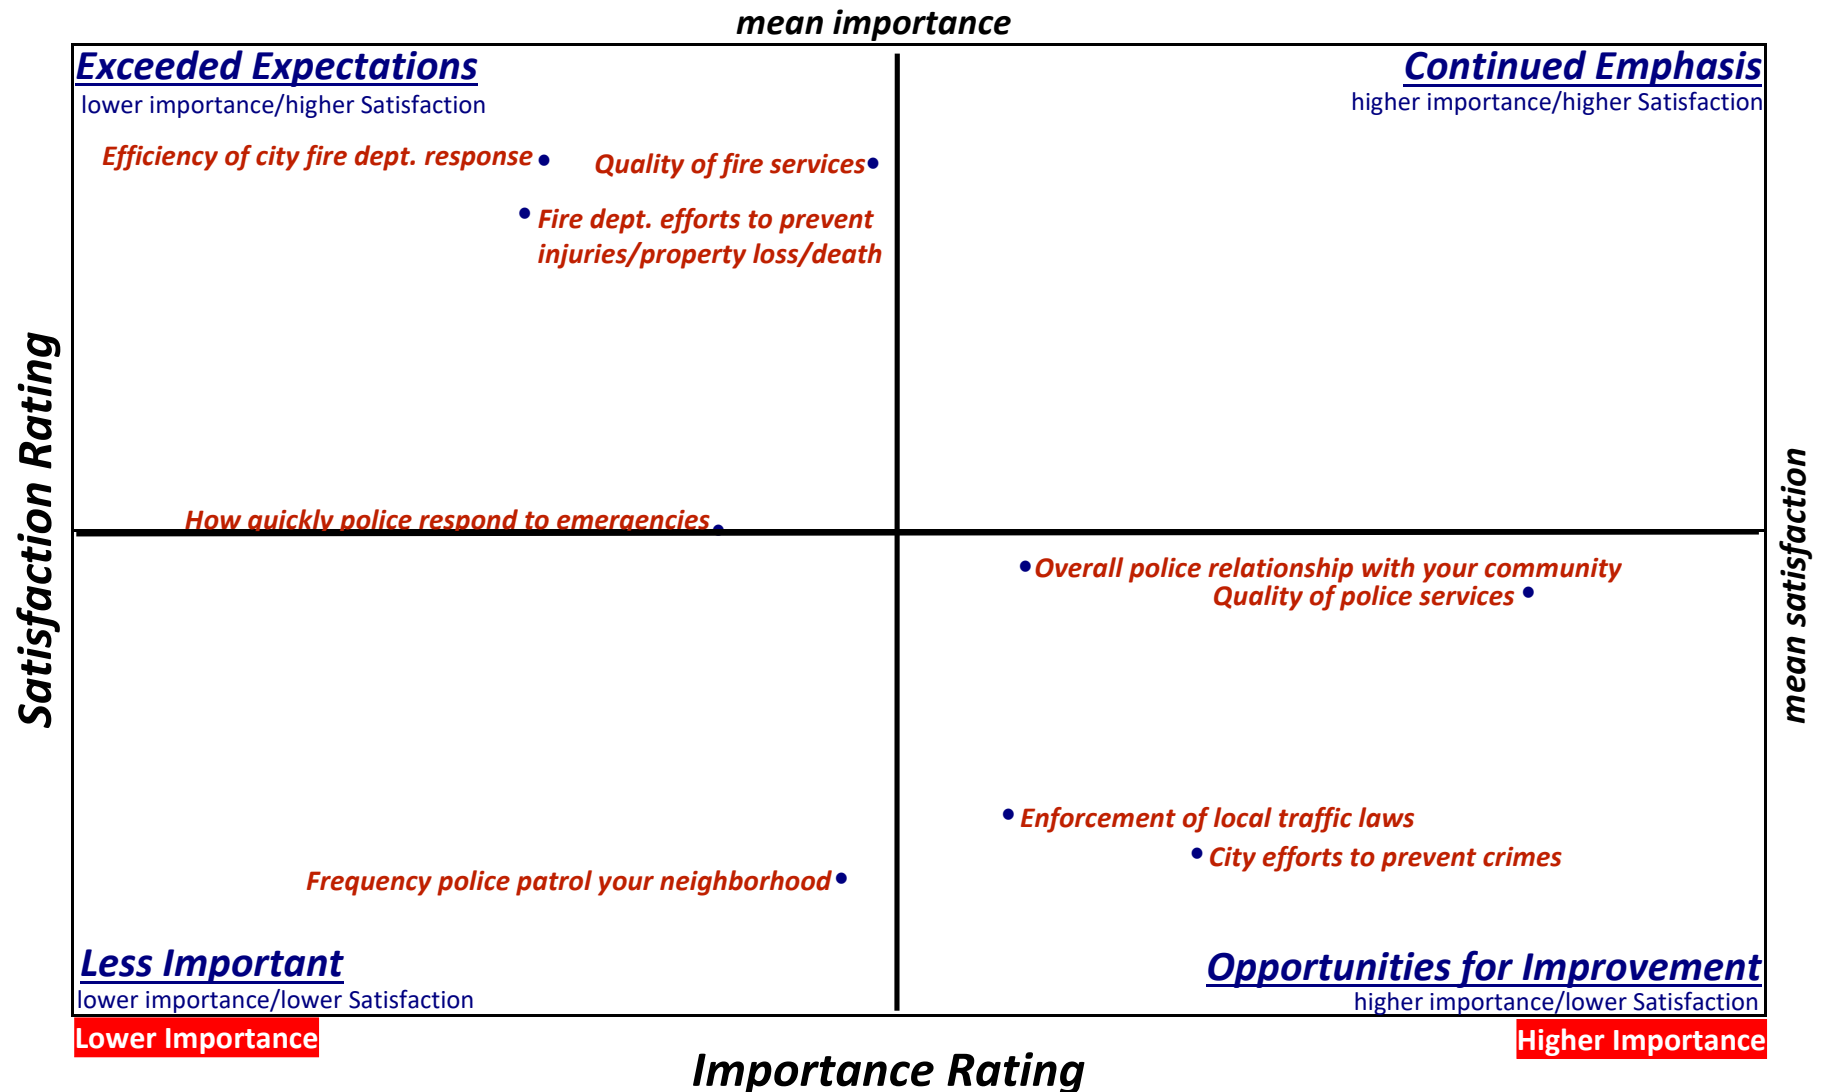 mean importance
Exceeded Expectations
lower importance/higher Satisfaction
Continued Emphasis
higher importance/higher Satisfaction
Efficiency of city fire dept. response
Quality of fire services
Fire dept. efforts to prevent
injuries/property loss/death
How quickly police respond to emergencies
Satisfaction Rating
mean satisfaction
Overall police relationship with your community
Quality of police services
Enforcement of local traffic laws
City efforts to prevent crimes
Frequency police patrol your neighborhood
Less Important
lower importance/lower Satisfaction
Opportunities for Improvement
higher importance/lower Satisfaction
Lower Importance
Higher Importance
Importance Rating